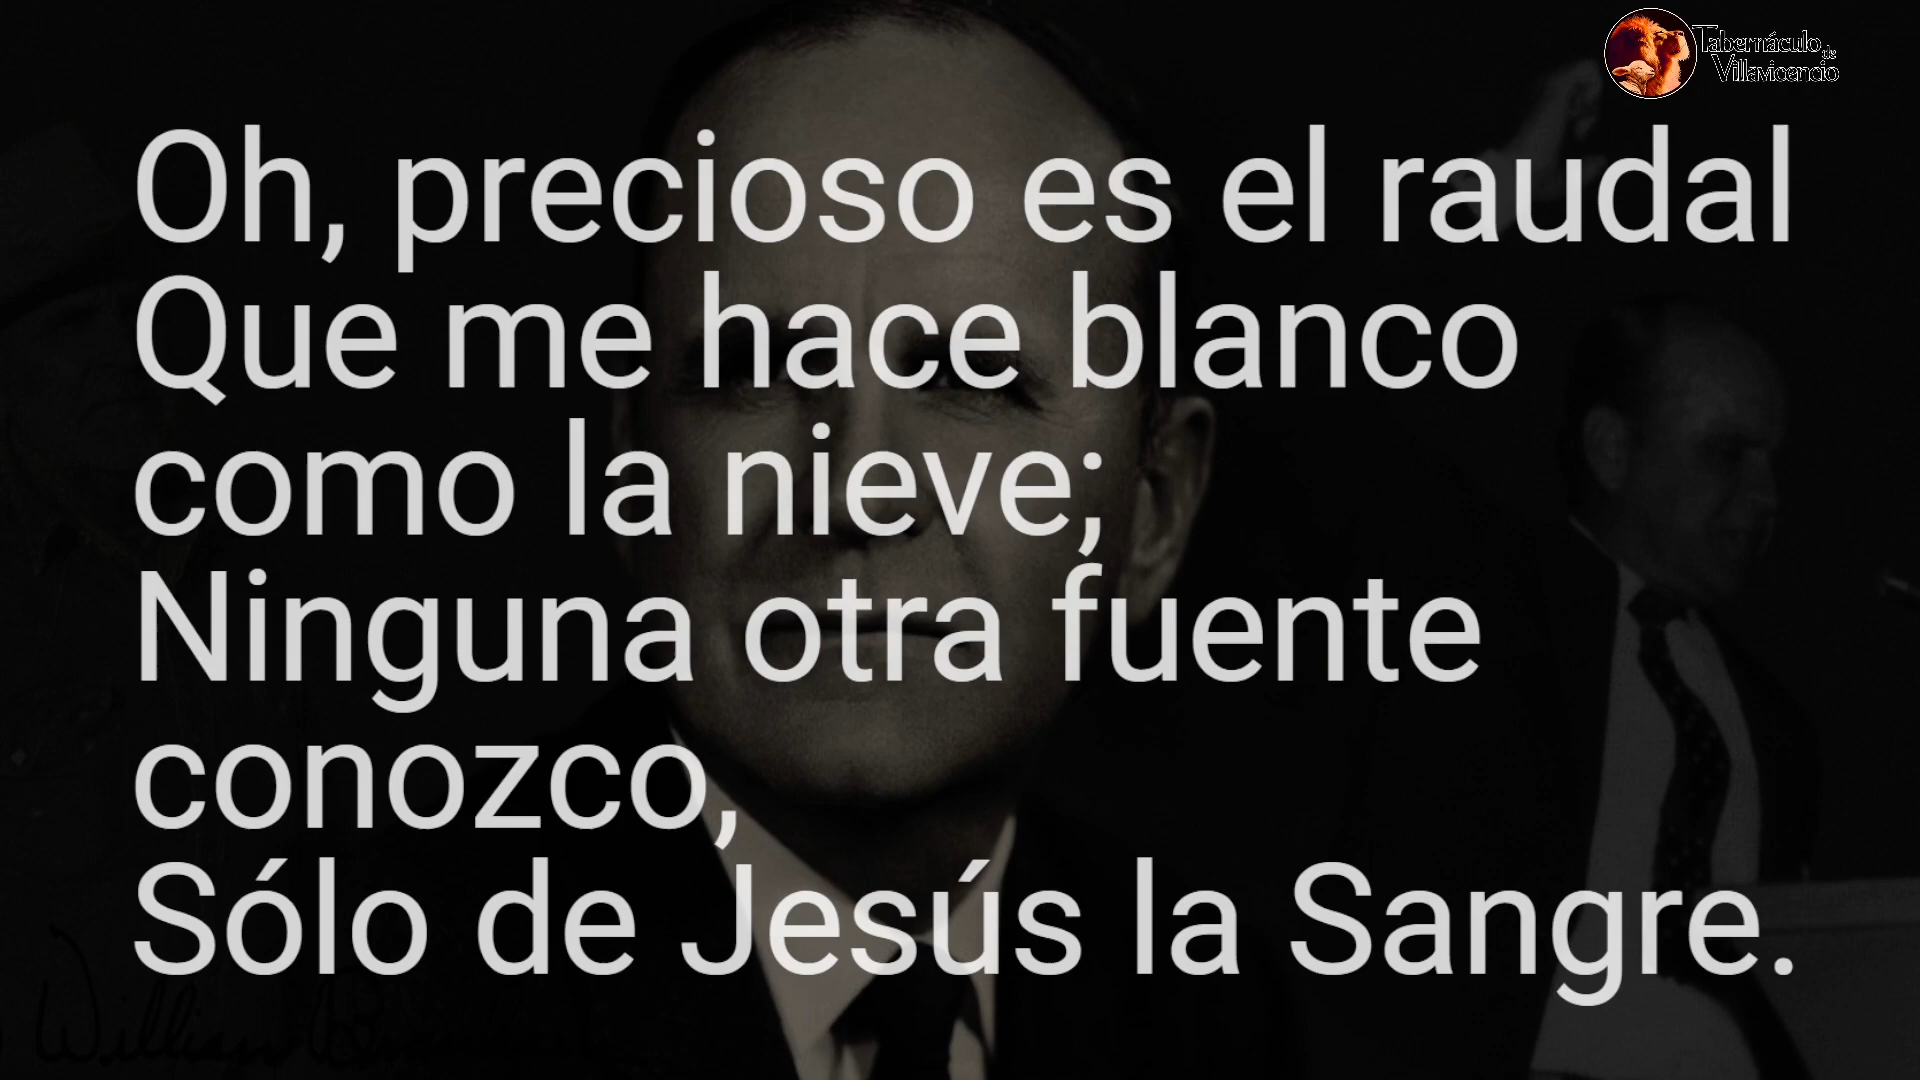 Tabernáculo de
Villavicencio
Oh, precioso es el raudal
Que me hace blanco
como la nieve;
Ninguna otra fuente
conozco,
Sólo de Jesús la Sangre.
William